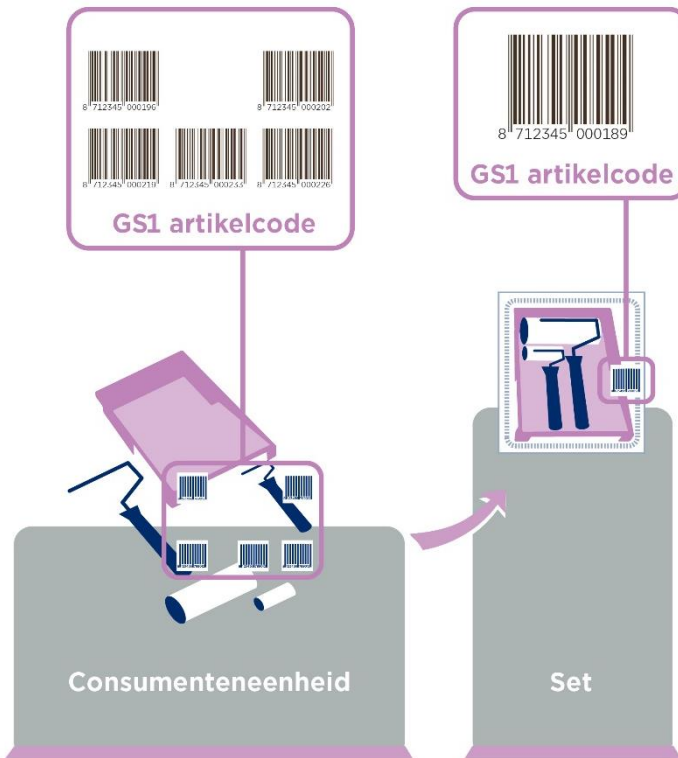 8 712345 000196
8 712345 000202
8 712345 000219
8 712345 000233
8 712345 000226
GS1 artikelcode
8 712345 000189
GS1 artikelcode
Consumenteneenheid
Set